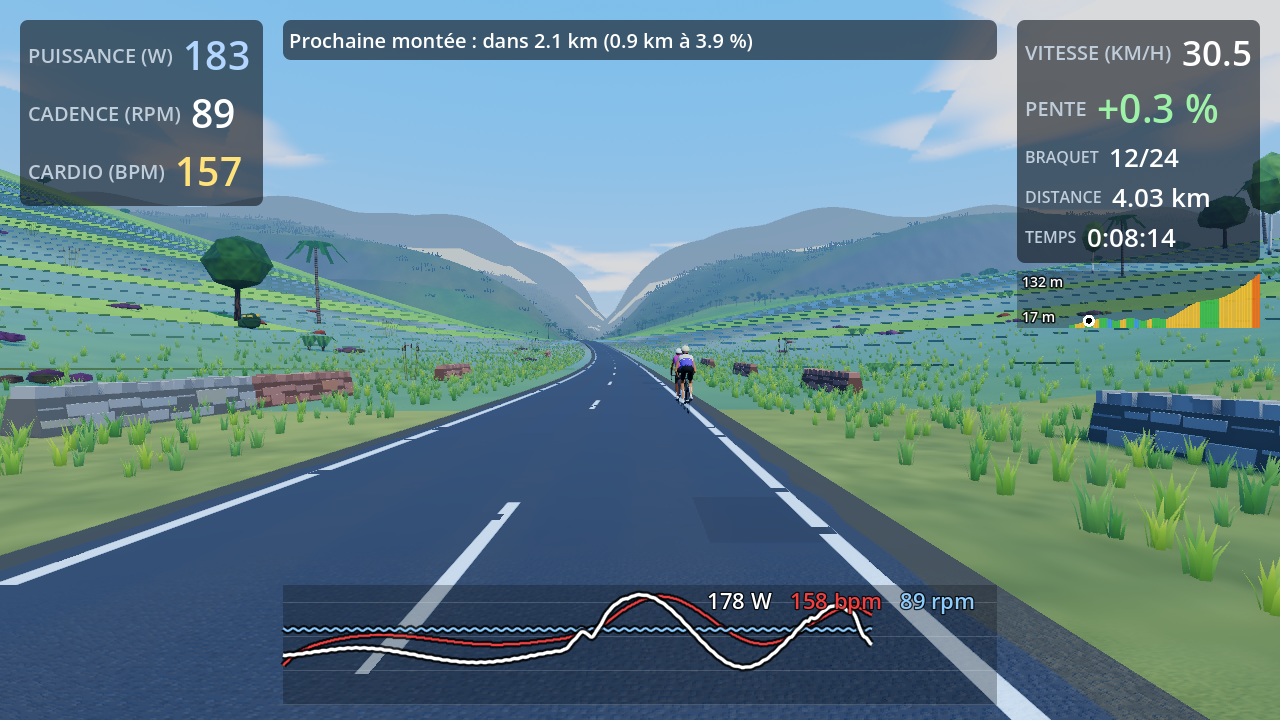 PUISSANCE (W) 183
CADENCE (RPM) 89
CARDIO (BPM) 157
Prochaine montée : dans 2.1 km (0.9 km à 3.9 %)
VITESSE (KM/H) 30.5
PENTE +0.3 %
BRAQUET 12/24
DISTANCE 4.03 km
TEMPS 0:08:14
132 m
17 m
178 W 158 bpm 89 rpm